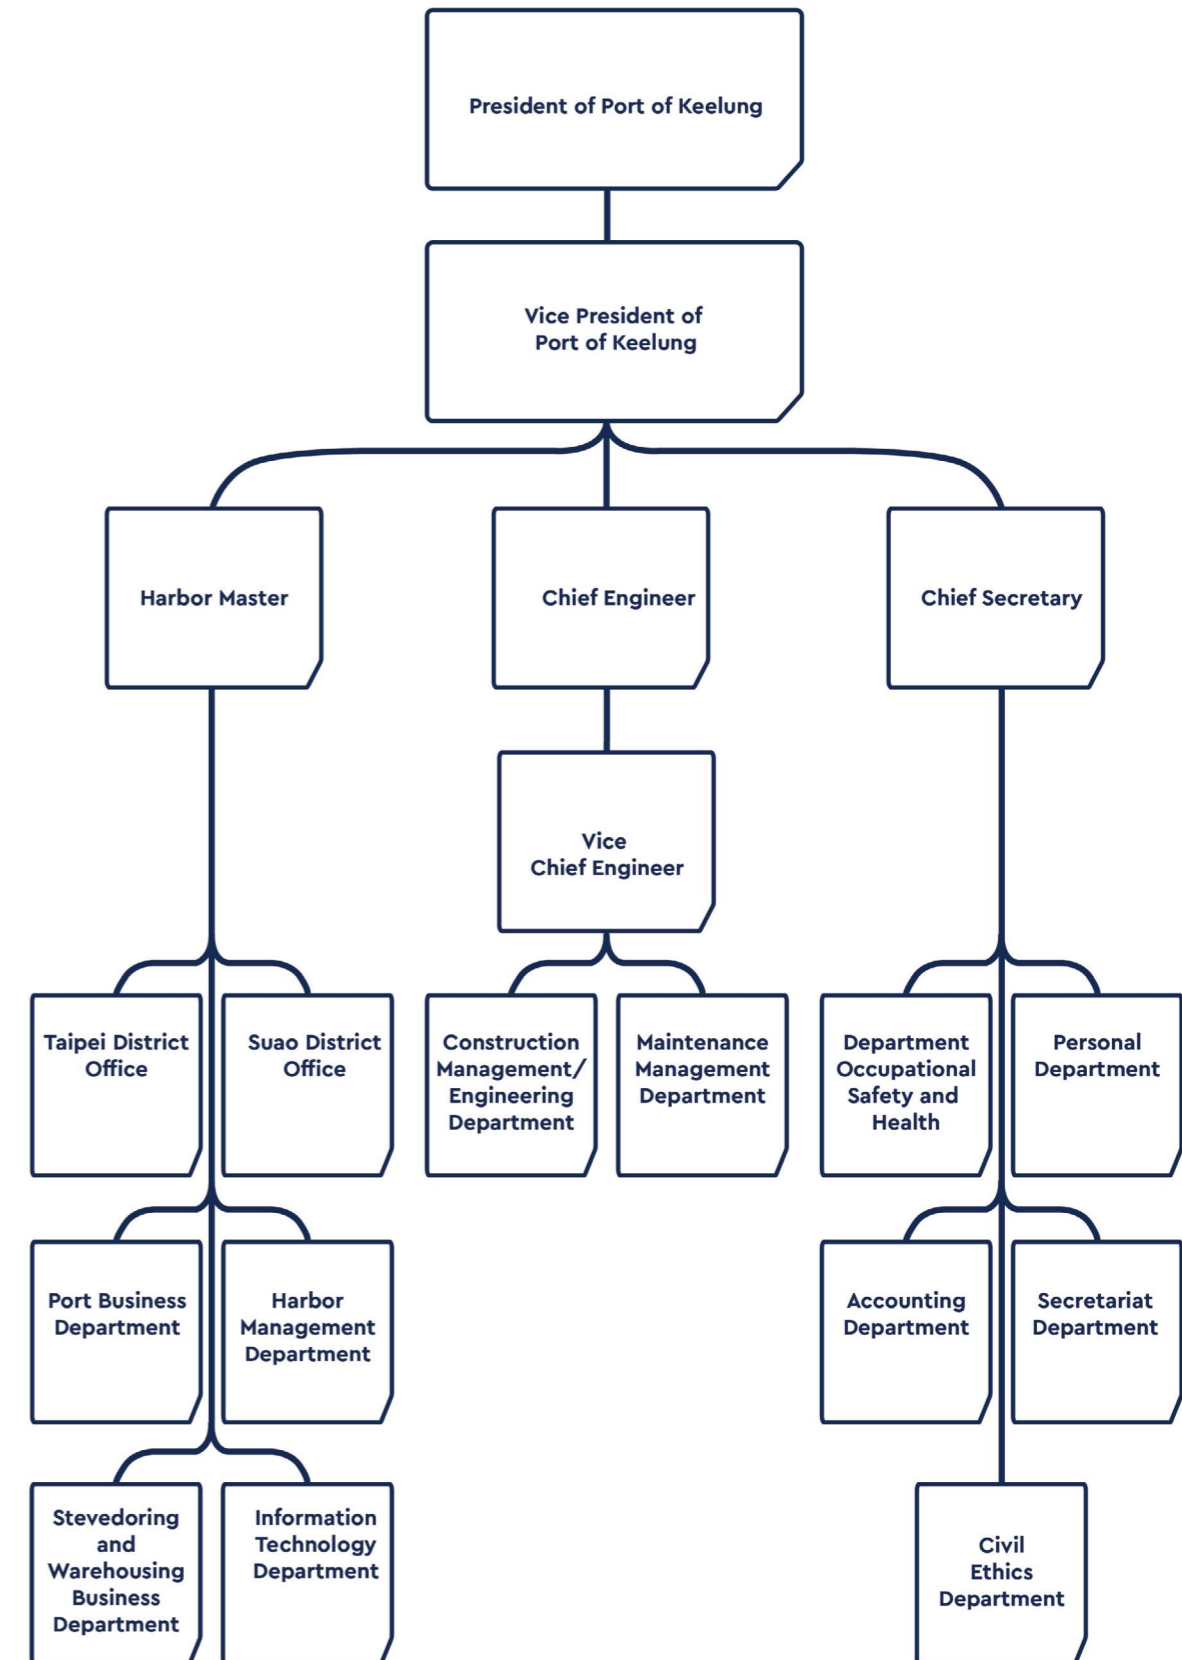 President of Port of Keelung
Vice President of
Port of Keelung
Harbor Master
Chief Engineer
Chief Secretary
Vice
Chief Engineer
Taipei District
Office
Suao District
Office
Construction
Management/
Engineering
Department
Maintenance
Management
Department
Department
Occupational
Safety and
Health
Personal
Department
Port Business
Department
Harbor
Management
Department
Accounting
Department
Secretariat
Department
Stevedoring
and
Warehousing
Business
Department
Information
Technology
Department
Civil
Ethics
Department